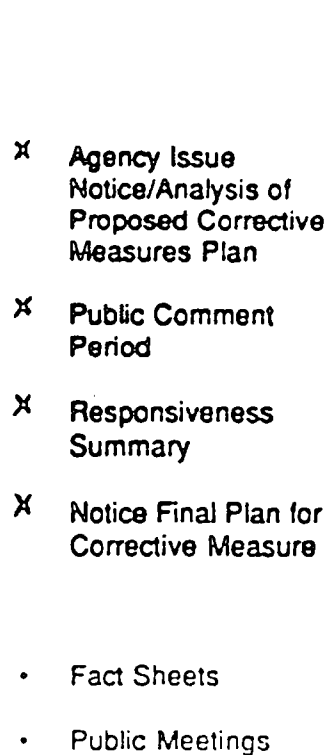 x Agency Issue
Notice/Analysis of
Proposed Corrective
Measures Plan
x Public Comment
Period
x Responsiveness
Summary
x Notice Final Plan for
Corrective Measure
· Fact Sheets
· Public Meetings